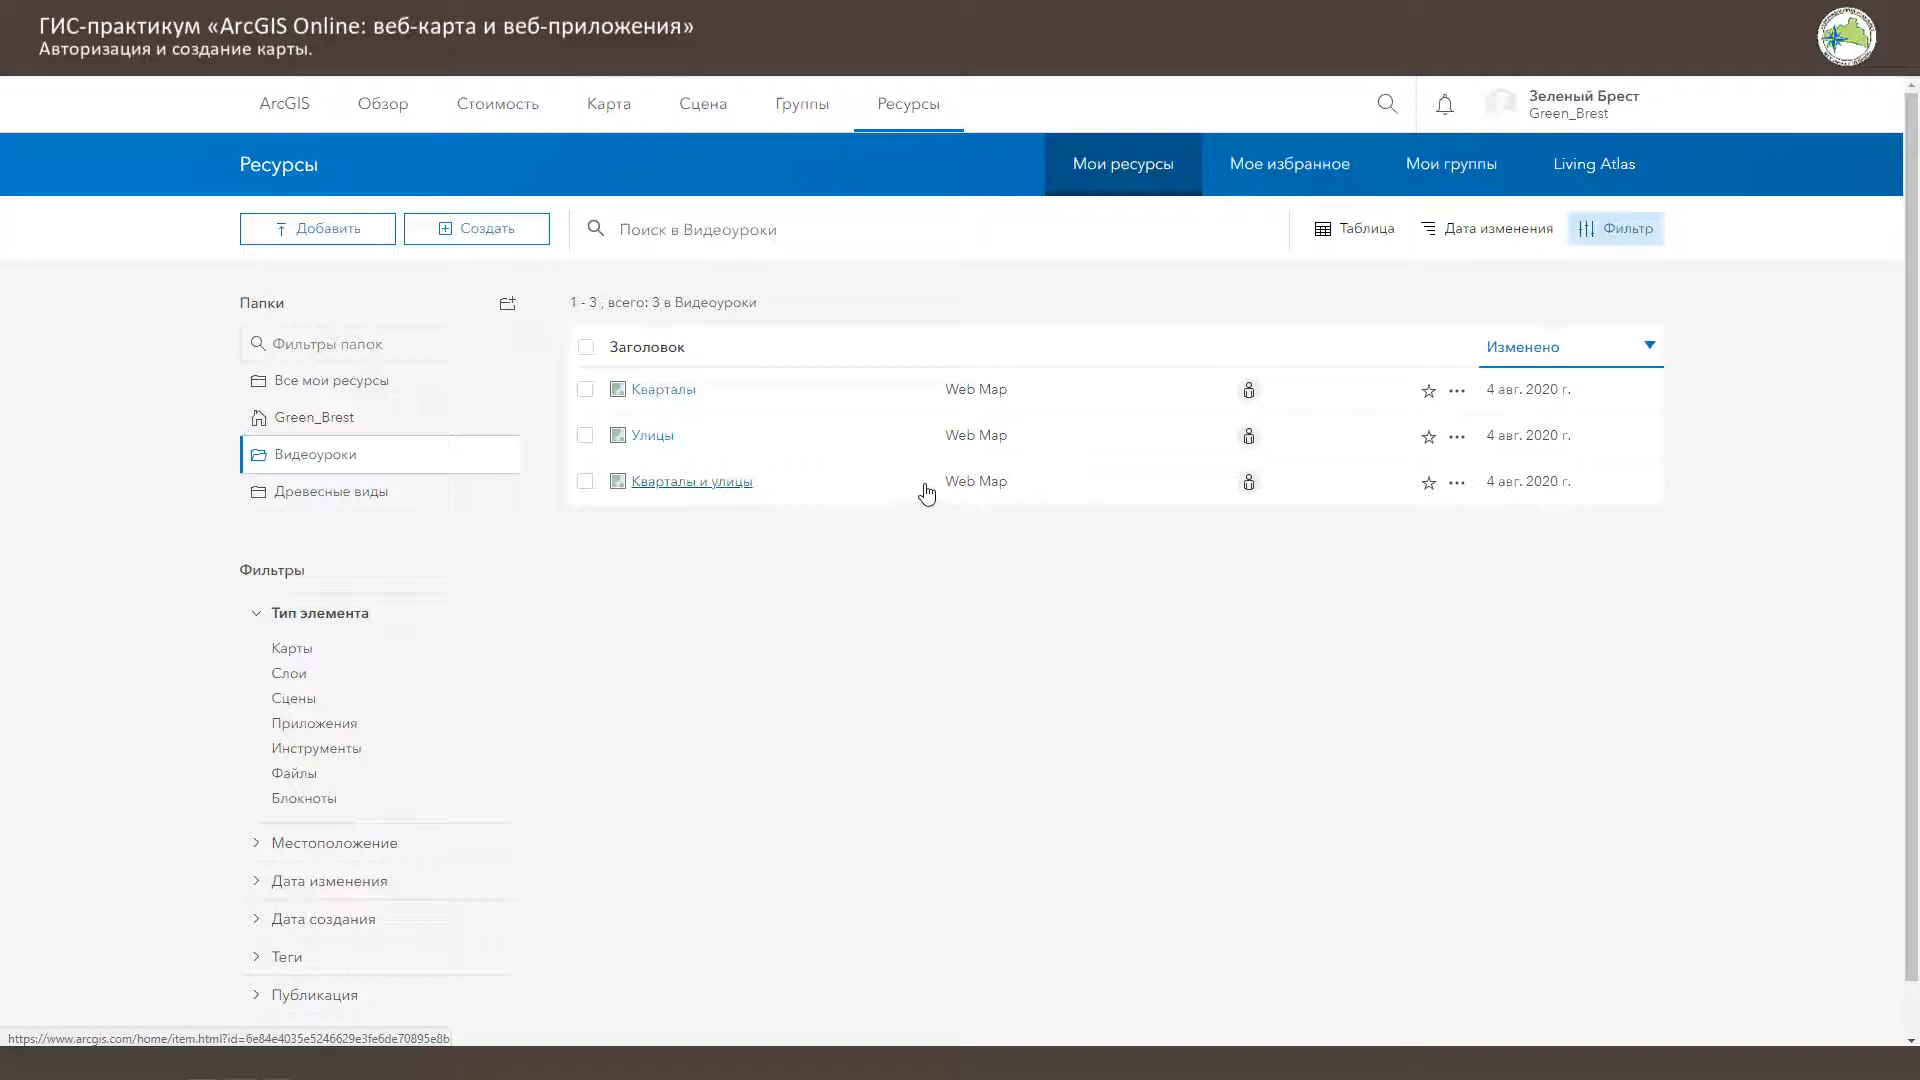 ГИС-практикум «ArcGIS Online: веб-карта и веб-приложения»
Авторизация и создание карты.
ArcGIS Обзор Стоимость Карта Сцена Группы Ресурсы
Зеленый Брест
Green_Brest
Ресурсы Мои ресурсы Мое избранное Мои группы Living Atlas
Добавить Создать Поиск в Видеоуроки Таблица Дата изменения Фильтр
Папки
1 - 3 , всего: 3 в Видеоуроки
Фильтры папок
Заголовок Изменено
Все мои ресурсы
Кварталы Web Map 4 авг. 2020 г.
Green_Brest
Улицы Web Map 4 авг. 2020 г.
Видеоуроки
Кварталы и улицы Web Map 4 авг. 2020 г.
Древесные виды
Фильтры
Тип элемента
Карты
Слои
Сцены
Приложения
Инструменты
Файлы
Блокноты
Местоположение
Дата изменения
Дата создания
Теги
Публикация
https://www.arcgis.com/home/item.html?id=6e84e4035e5246629e3fe6de70895e8b